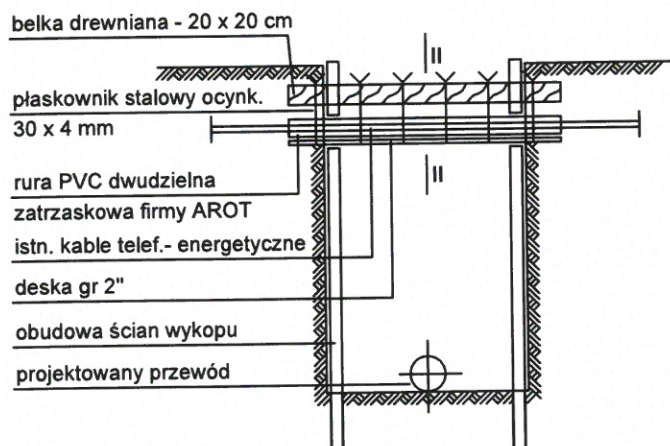 belka drewniana - 20 x 20 cm
II
płaskownik stalowy ocynk.
30 x 4 mm
rura PVC dwudzielna
II
zatrzaskowa firmy AROT
istn. kable telef.- energetyczne
deska gr 2"
obudowa ścian wykopu
projektowany przewód